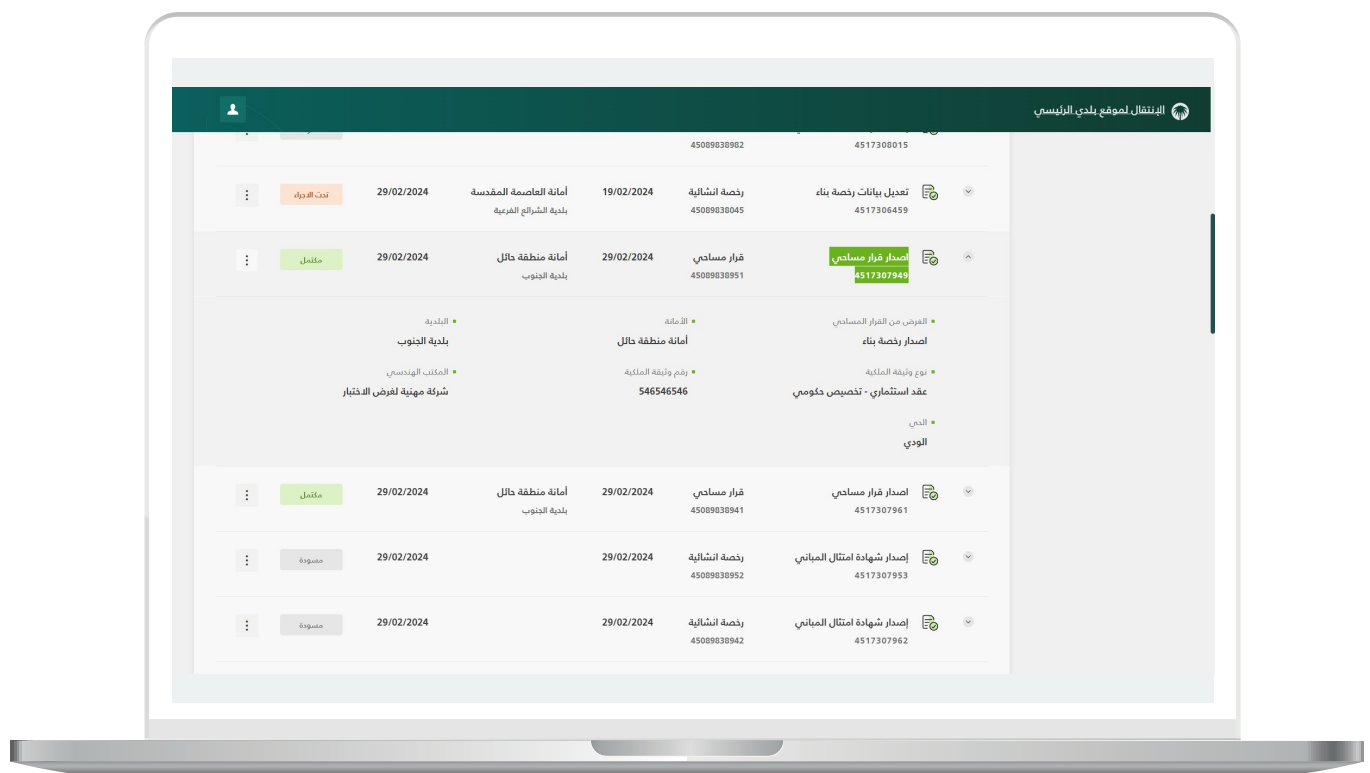 الإنتقال لموقع بلدي الرئيسي
4517308015 45089838982
تعديل بيانات رخصة بناء رخصة انشائية 19/02/2024 أمانة العاصمة المقدسة 29/02/2024 تحت الاجراء
4517306459 45089838045 بلدية الشرائع الفرعية
اصدار قرار مساحي قرار مساحي 29/02/2024 أمانة منطقة حائل 29/02/2024 مكتمل
4517307949 45089838951 بلدية الجنوب
الغرض من القرار المساحي الأمانة البلدية
اصدار رخصة بناء أمانة منطقة حائل بلدية الجنوب
نوع وثيقة الملكية رقم وثيقة الملكية المكتب الهندسي
عقد استثماري - تخصيص حكومي 546546546 شركة مهنية لغرض الاختبار
الحي
الودي
اصدار قرار مساحي قرار مساحي 29/02/2024 أمانة منطقة حائل 29/02/2024 مكتمل
4517307961 45089838941 بلدية الجنوب
إصدار شهادة امتثال المباني رخصة انشائية 29/02/2024 29/02/2024 مسودة
4517307953 45089838952
إصدار شهادة امتثال المباني رخصة انشائية 29/02/2024 29/02/2024 مسودة
4517307962 45089838942